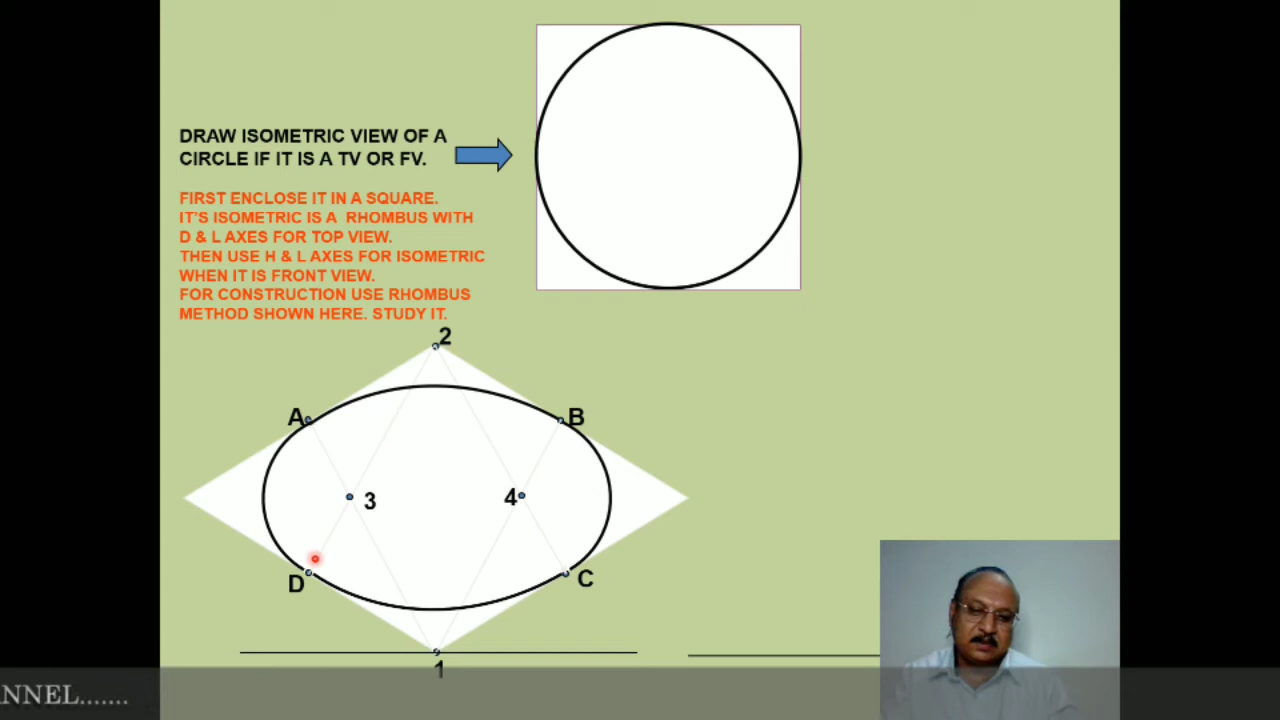 DRAW ISOMETRIC VIEW OF A
CIRCLE IF IT IS A TV OR FV.
FIRST ENCLOSE IT IN A SQUARE.
IT'S ISOMETRIC IS A RHOMBUS WITH
D & L AXES FOR TOP VIEW.
THEN USE H & L AXES FOR ISOMETRIC
WHEN IT IS FRONT VIEW.
FOR CONSTRUCTION USE RHOMBUS
METHOD SHOWN HERE. STUDY IT.
2
A
B
3
4
D
C
1
NNEL.......